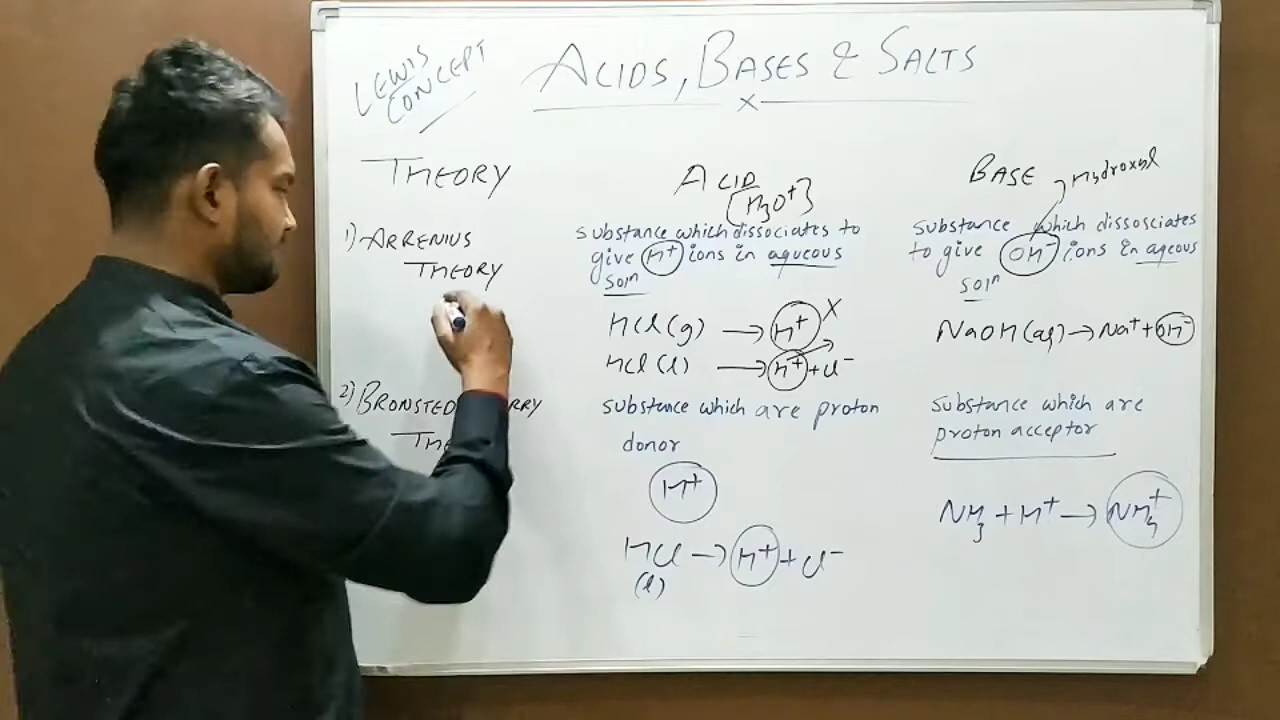 LEWIS
CONCEPT
ACIDS, BASES & SALTS
x
THEORY
ACID
[H3O+}
BASE
Hydroxyl
1) ARRENIUS
THEORY
substance which dissociates to
give H+ ions in aqueous
soln
substance which dissosciates
to give OH- ions in aqeous
soln
HCl(g) → H+ X
HCl(l) → H+ + Cl-
NaOH(aq) → Na+ + OH-
2) BRONSTED
substance which are proton
donor
H+
HCl → H+ + Cl-
(l)
substance which are
proton acceptor
NH3 + H+ → NH4+